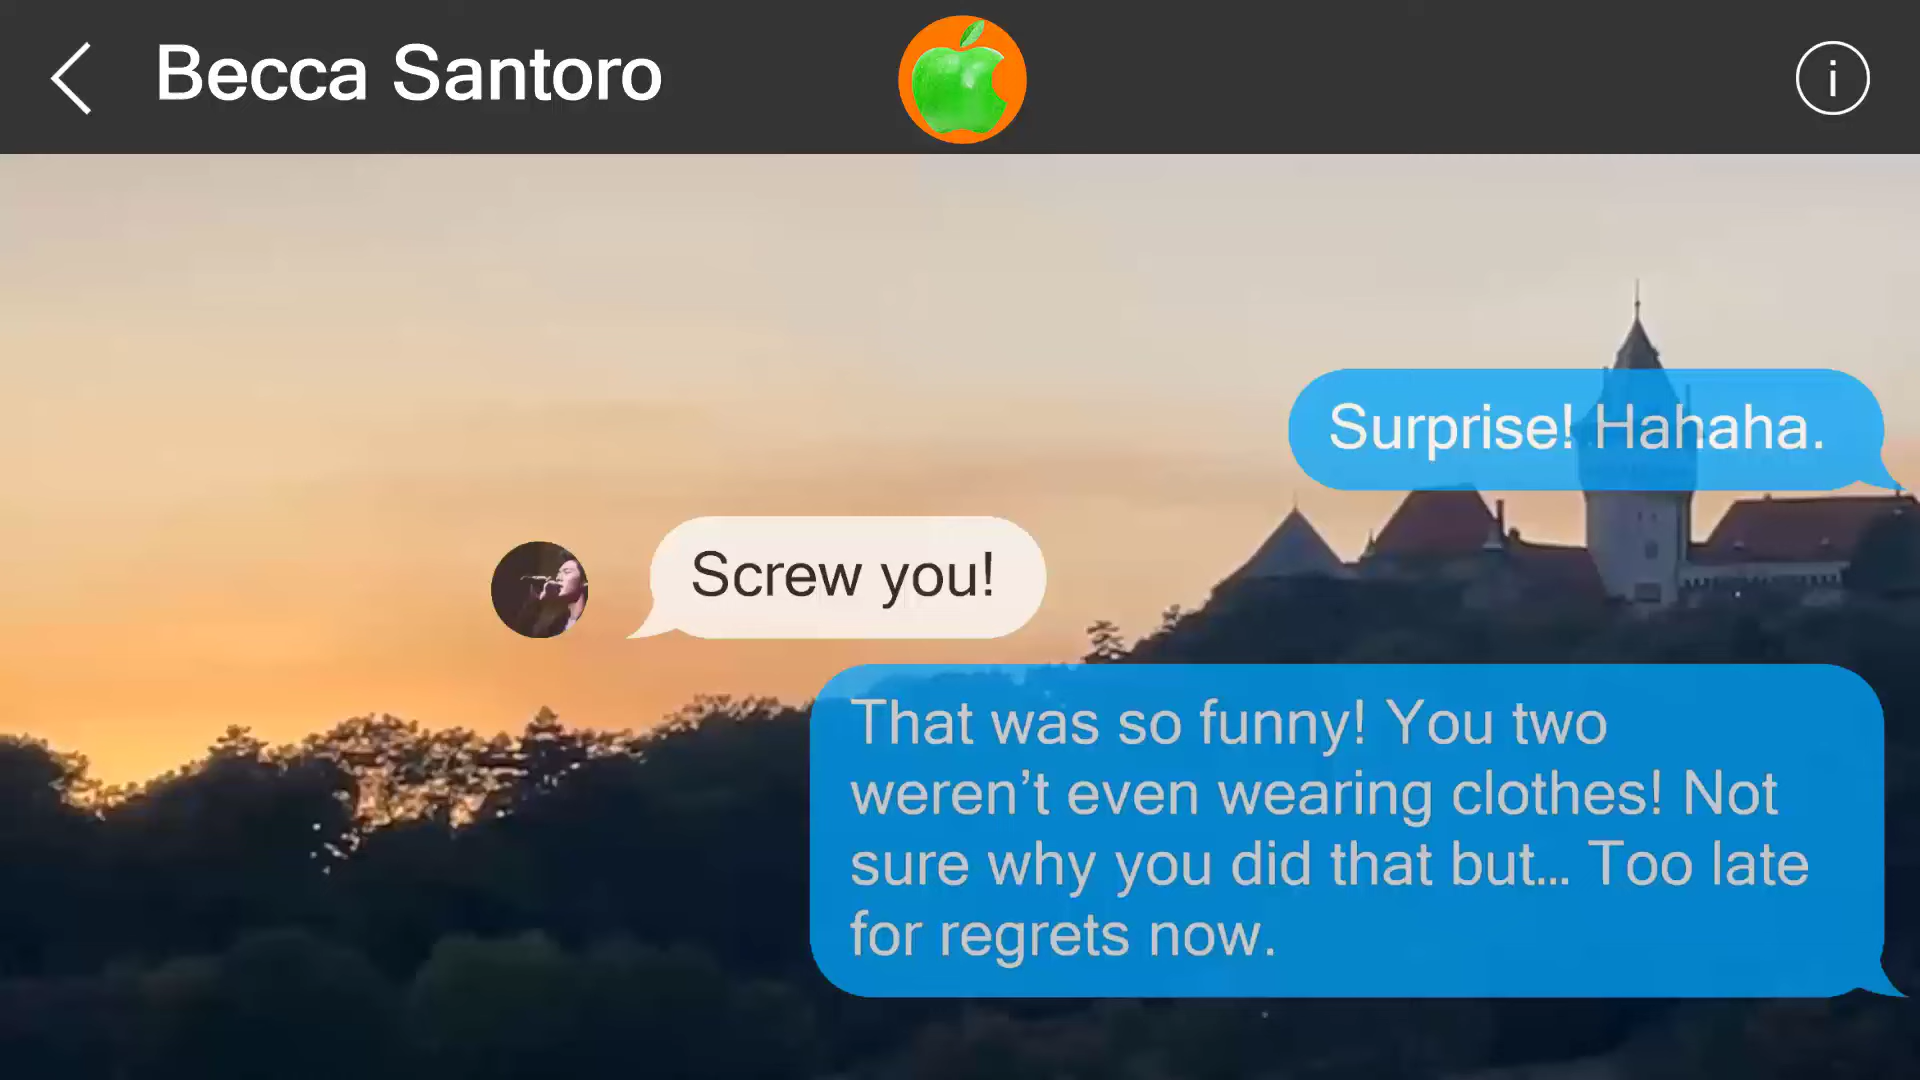 Becca Santoro
i
Surprise! Hahaha.
Screw you!
That was so funny! You two
weren’t even wearing clothes! Not
sure why you did that but... Too late
for regrets now.